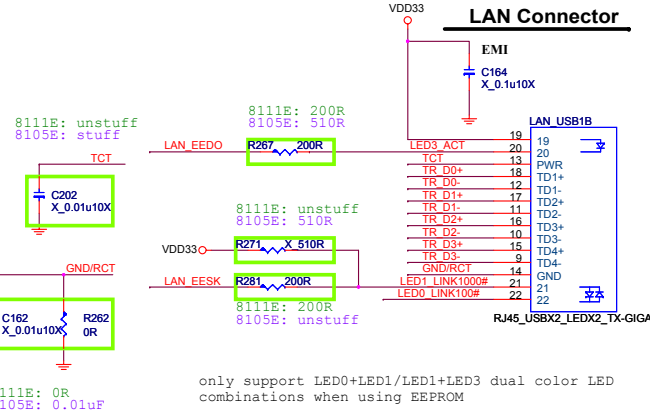 VDD33
LAN Connector
EMI
C164
X_0.1u10X
LAN_USB1B
8111E: unstuff
8105E: stuff
TCT
C202
X_0.01u10X
8111E: 200R
8105E: 510R
LAN_EEDO
R267
200R
LED3_ACT
19
19
20
20
TCT
13
PWR
TR_D0+
18
TD1+
TR_D0-
12
TD1-
TR_D1+
17
TD2+
TR_D1-
11
TD2-
TR_D2+
16
TD3+
TR_D2-
10
TD3-
TR_D3+
15
TD4+
TR_D3-
9
TD4-
GND/RCT
14
GND
LED1_LINK1000#
21
21
LED0_LINK100#
22
22
RJ45_USBX2_LEDX2_TX-GIGA
8111E: unstuff
8105E: 510R
VDD33
R271
X_510R
LAN_EESK
R281
200R
8111E: 200R
8105E: unstuff
GND/RCT
C162
X_0.01u10X
R262
0R
111E: 0R
105E: 0.01uF
only support LED0+LED1/LED1+LED3 dual color LED
combinations when using EEPROM